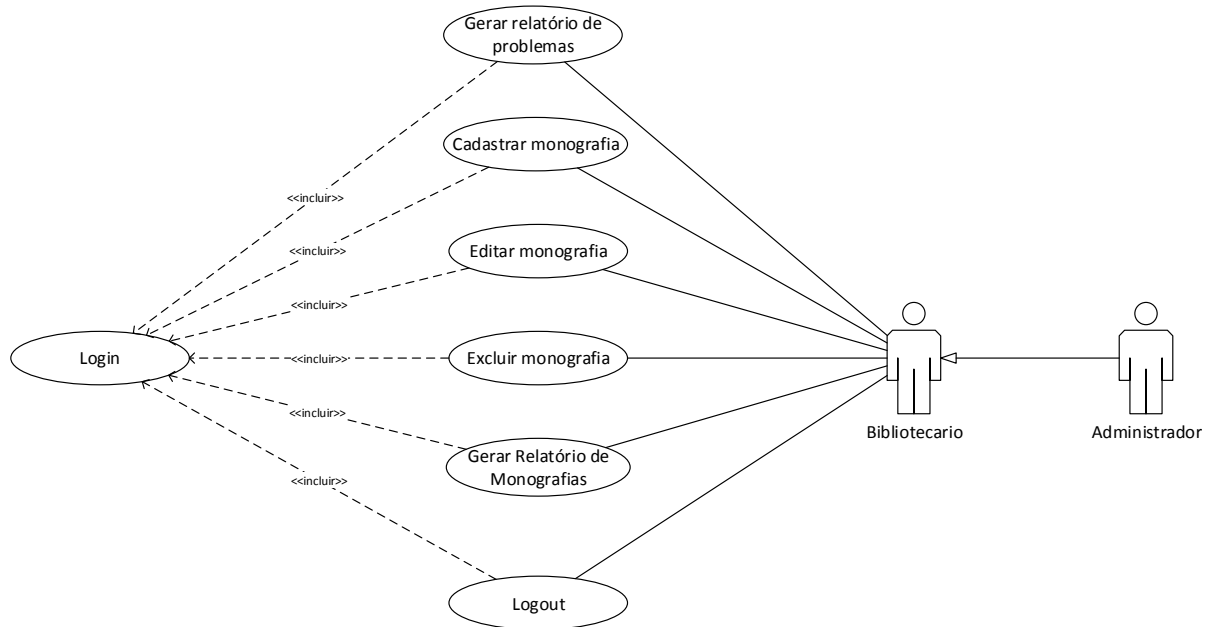 Gerar relatório de
problemas
Cadastrar monografia
<<incluir>>
<<incluir>>
Editar monografia
<<incluir>>
Login
<<incluir>>
Excluir monografia
<<incluir>>
Bibliotecario
Administrador
Gerar Relatório de
Monografias
<<incluir>>
Logout